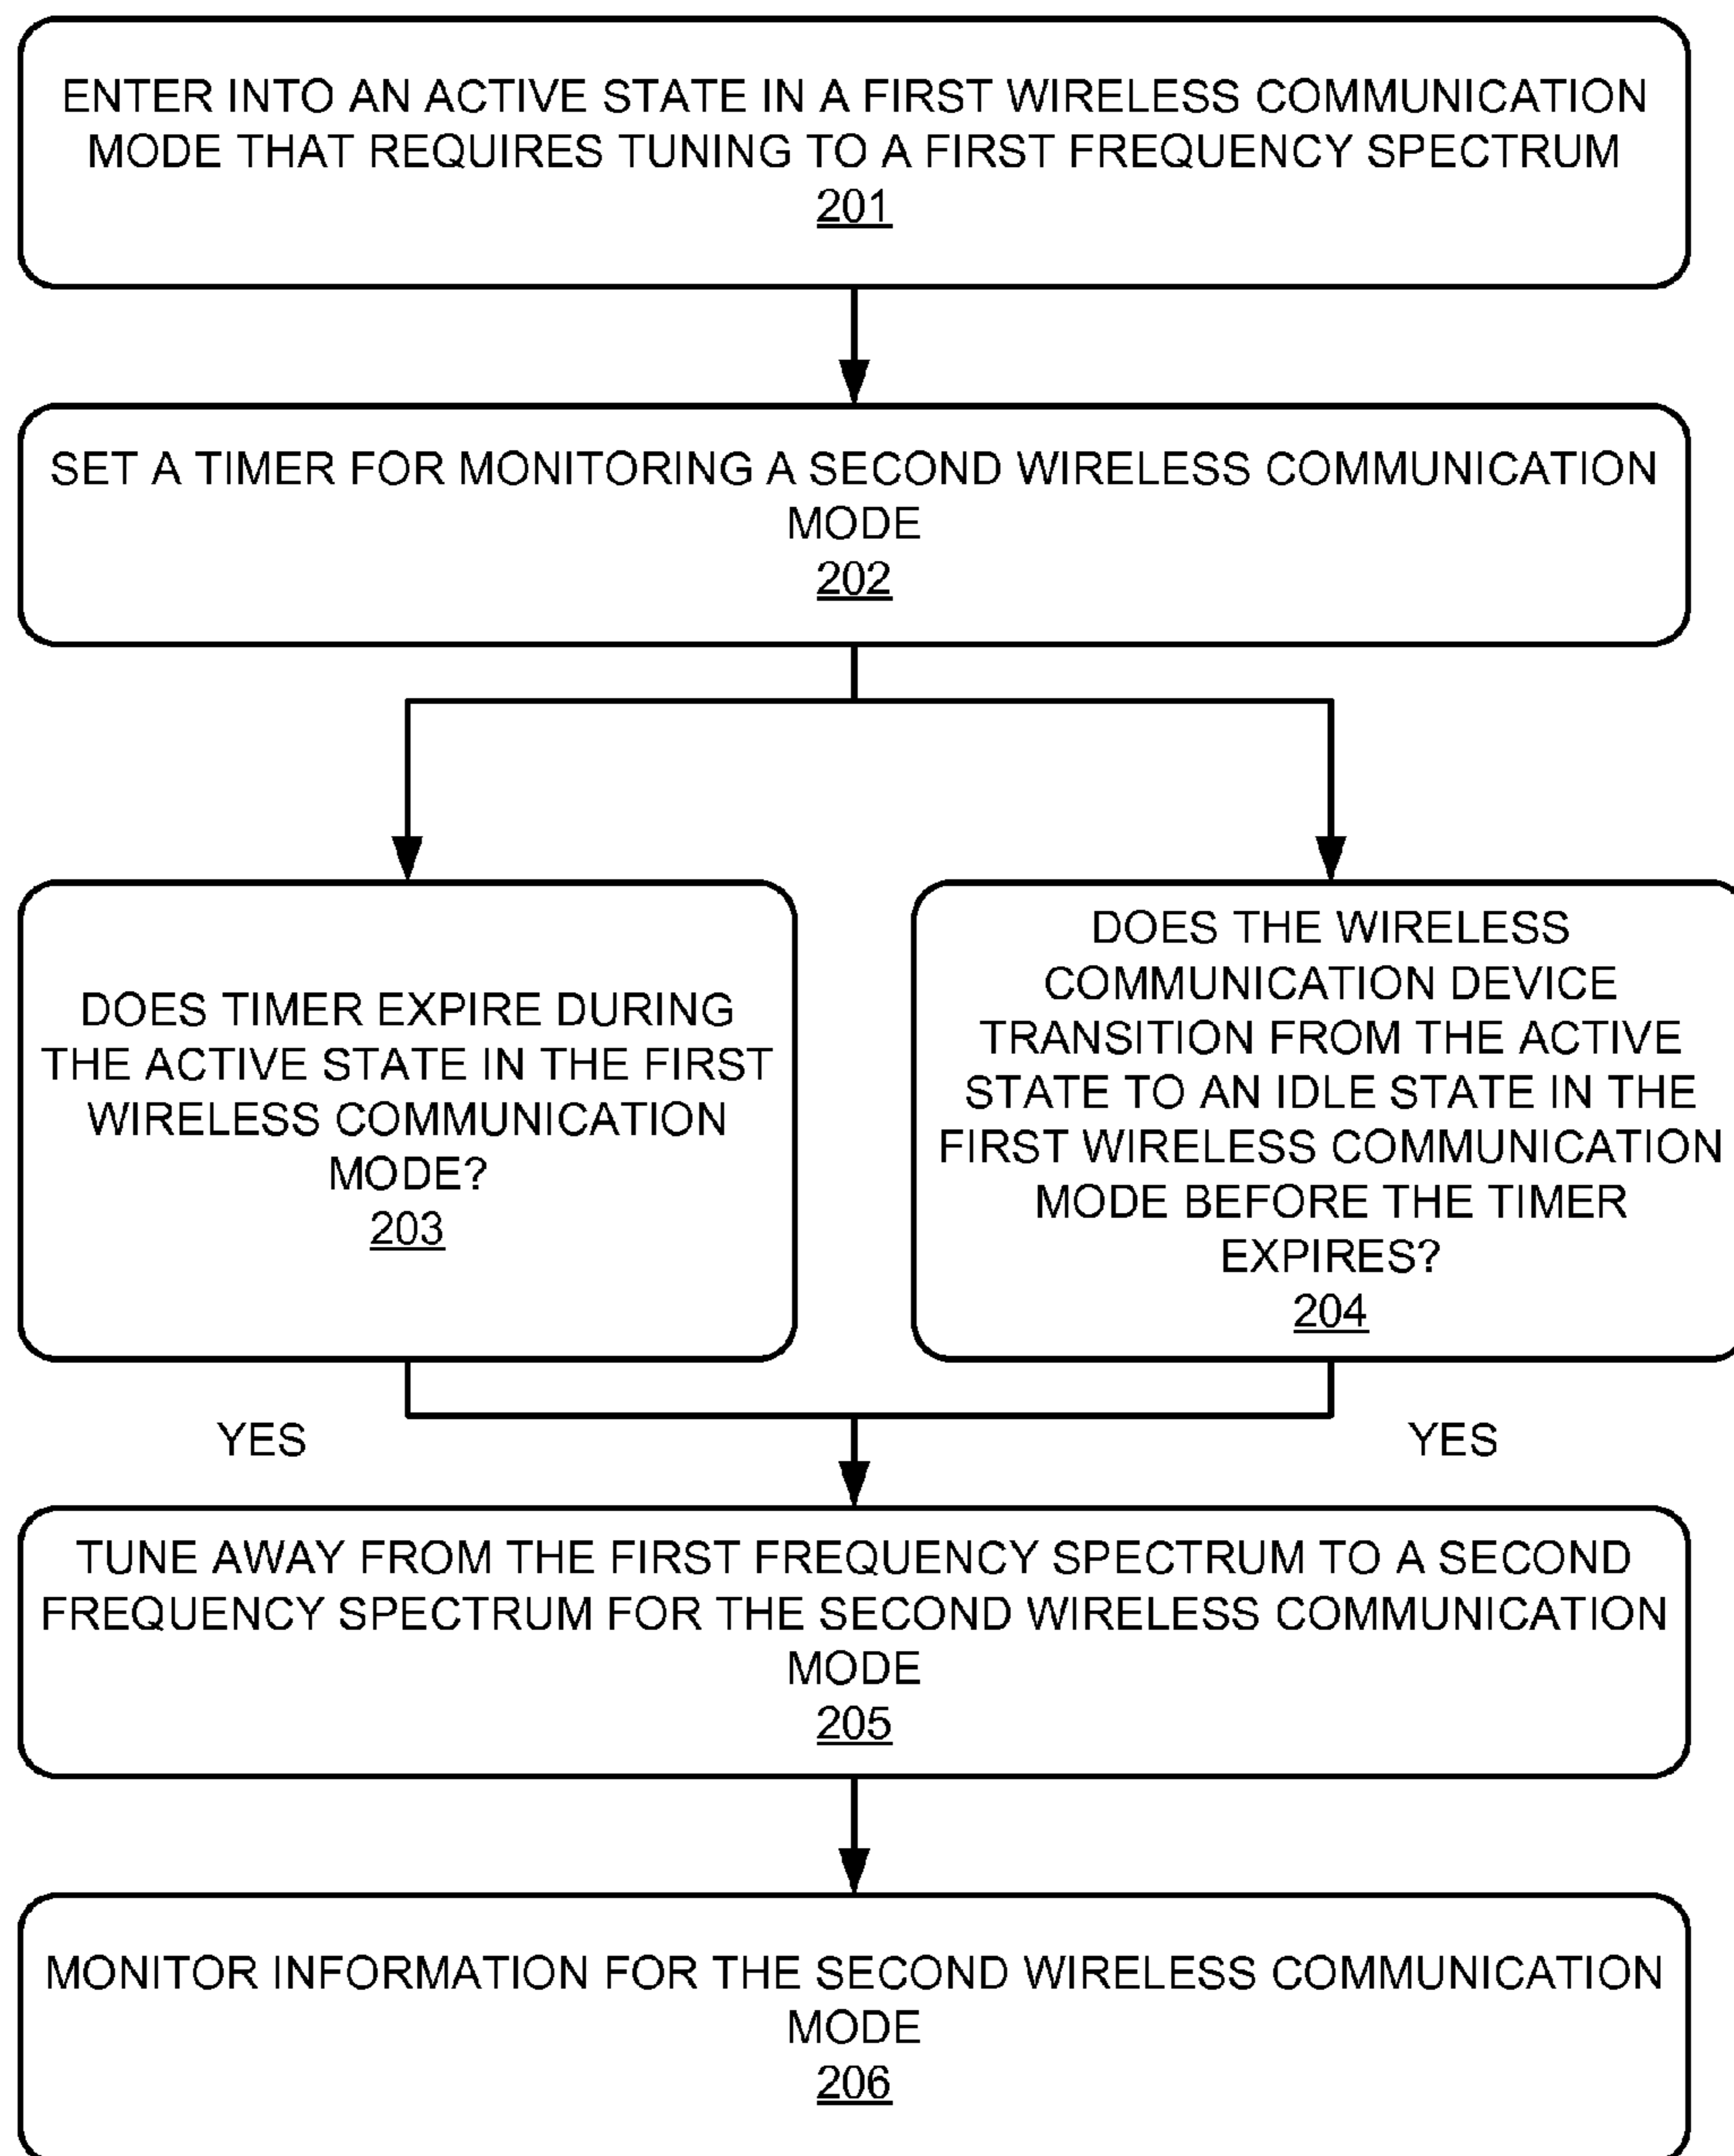 ENTER INTO AN ACTIVE STATE IN A FIRST WIRELESS COMMUNICATION
MODE THAT REQUIRES TUNING TO A FIRST FREQUENCY SPECTRUM
201
SET A TIMER FOR MONITORING A SECOND WIRELESS COMMUNICATION
MODE
202
DOES TIMER EXPIRE DURING
THE ACTIVE STATE IN THE FIRST
WIRELESS COMMUNICATION
MODE?
203
DOES THE WIRELESS
COMMUNICATION DEVICE
TRANSITION FROM THE ACTIVE
STATE TO AN IDLE STATE IN THE
FIRST WIRELESS COMMUNICATION
MODE BEFORE THE TIMER
EXPIRES?
204
YES
YES
TUNE AWAY FROM THE FIRST FREQUENCY SPECTRUM TO A SECOND
FREQUENCY SPECTRUM FOR THE SECOND WIRELESS COMMUNICATION
MODE
205
MONITOR INFORMATION FOR THE SECOND WIRELESS COMMUNICATION
MODE
206